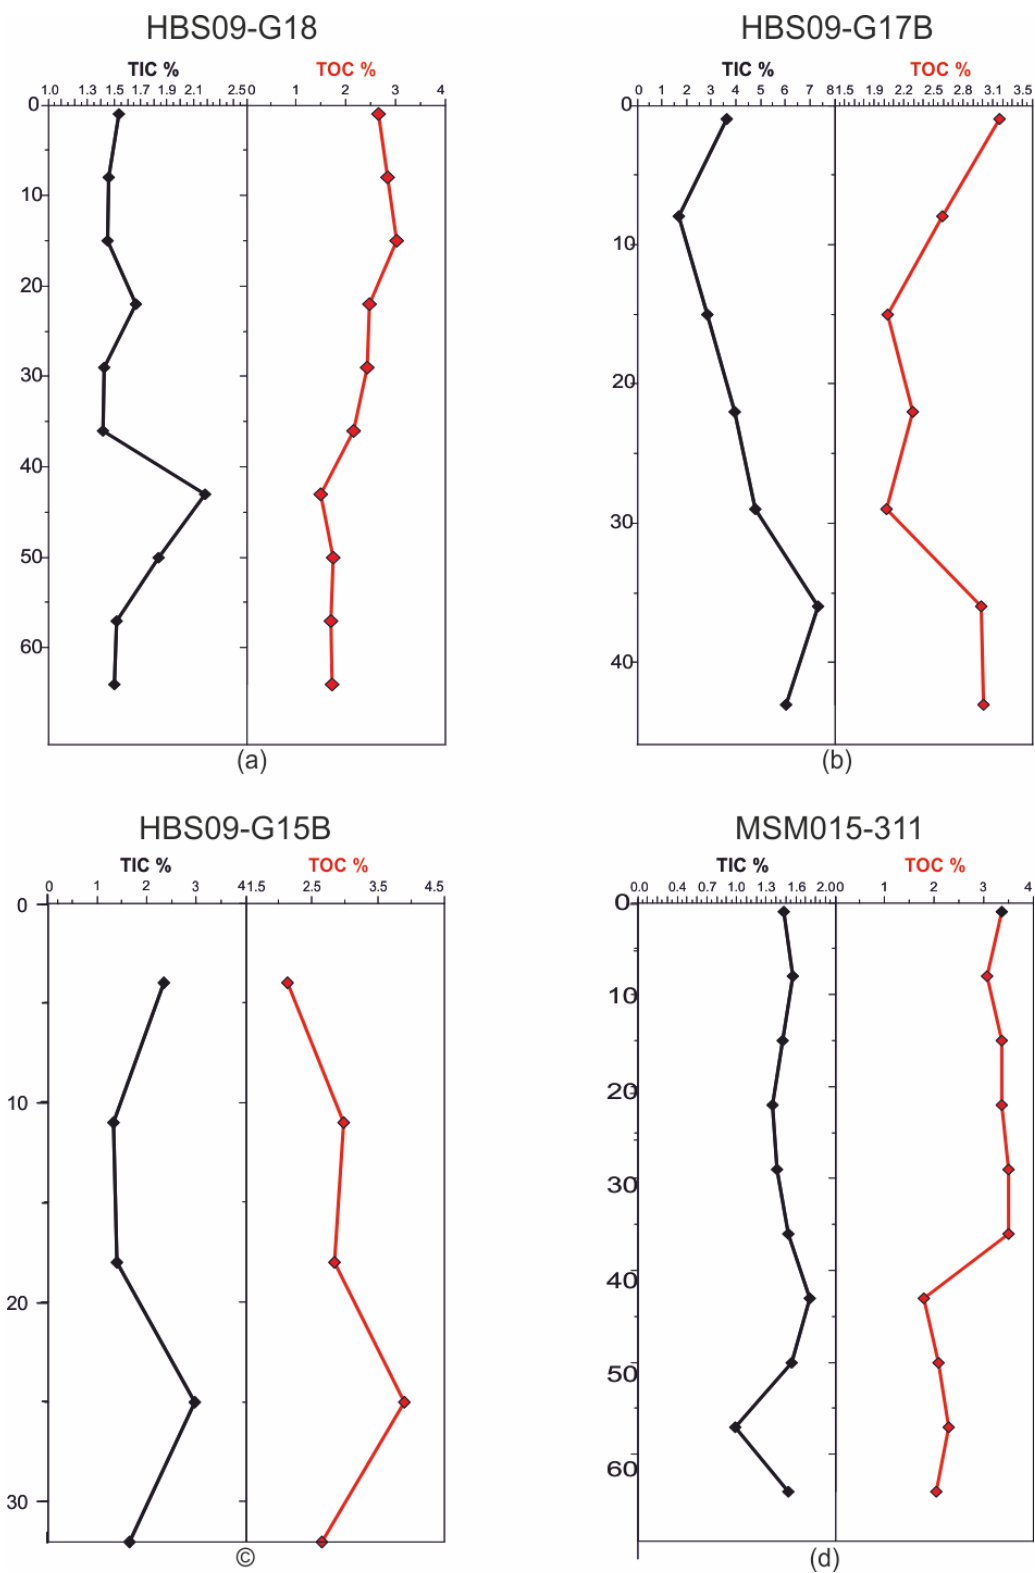 HBS09-G18
TIC % TOC %
1.0 1.3 1.5 1.7 1.9 2.1 2.5 0 1 2 3 4
0
10
20
30
40
50
60
(a)
HBS09-G17B
TIC % TOC %
0 1 2 3 4 5 6 7 8 1.5 1.9 2.2 2.5 2.8 3.1 3.5
0
10
20
30
40
(b)
HBS09-G15B
TIC % TOC %
0 1 2 3 4 1.5 2.5 3.5 4.5
0
10
20
30
©
MSM015-311
TIC % TOC %
0.0 0.4 0.7 1.0 1.3 1.6 2.0 0 1 2 3 4
0
10
20
30
40
50
60
(d)